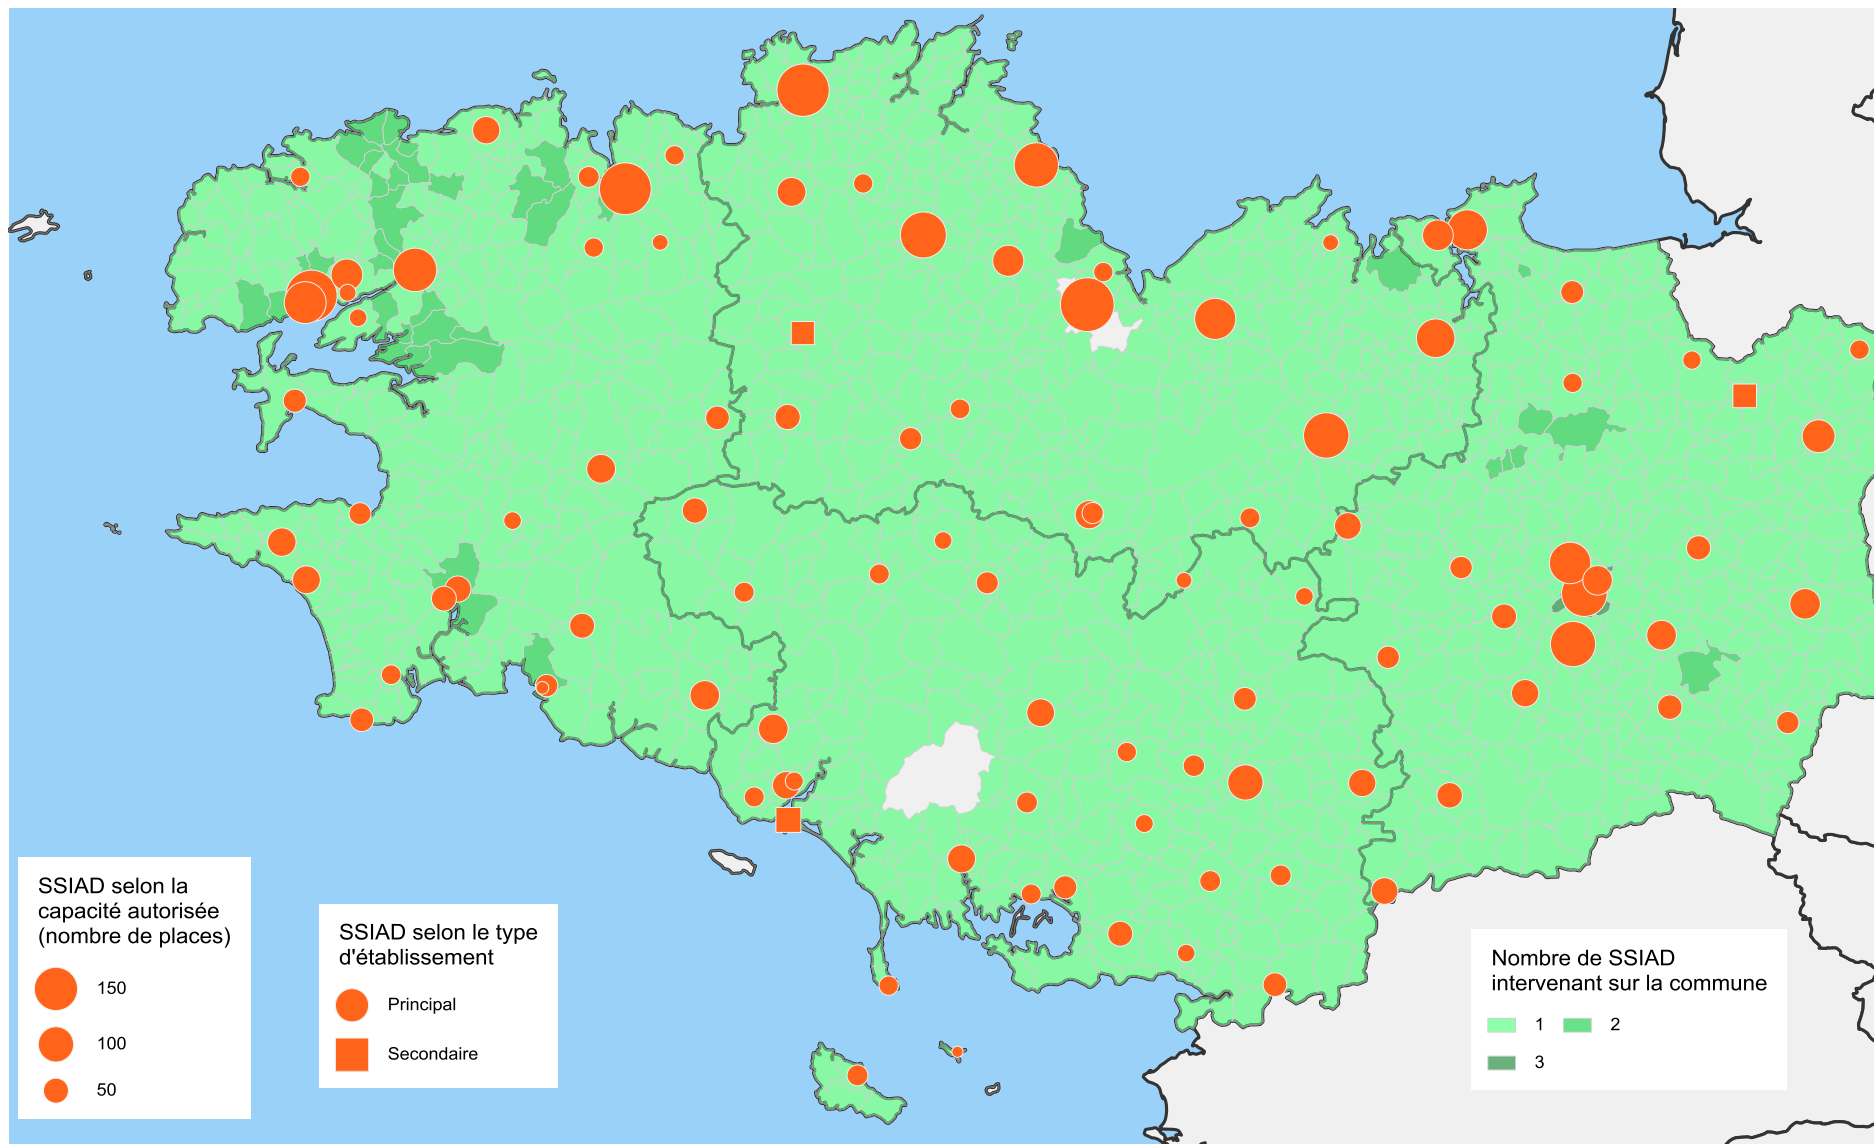 SSIAD selon la
capacité autorisée
(nombre de places)
150
100
50
SSIAD selon le type
d'établissement
Principal
Secondaire
Nombre de SSIAD
intervenant sur la commune
1 2
3